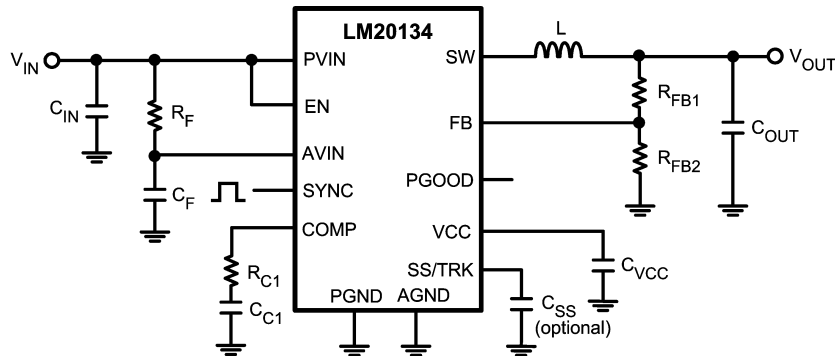 LM20134
VIN
CIN
RF
CF
PVIN
EN
AVIN
SYNC
COMP
RC1
CC1
PGND
AGND
SW
FB
PGOOD
VCC
SS/TRK
L
VOUT
RFB1
RFB2
COUT
CVCC
CSS
(optional)